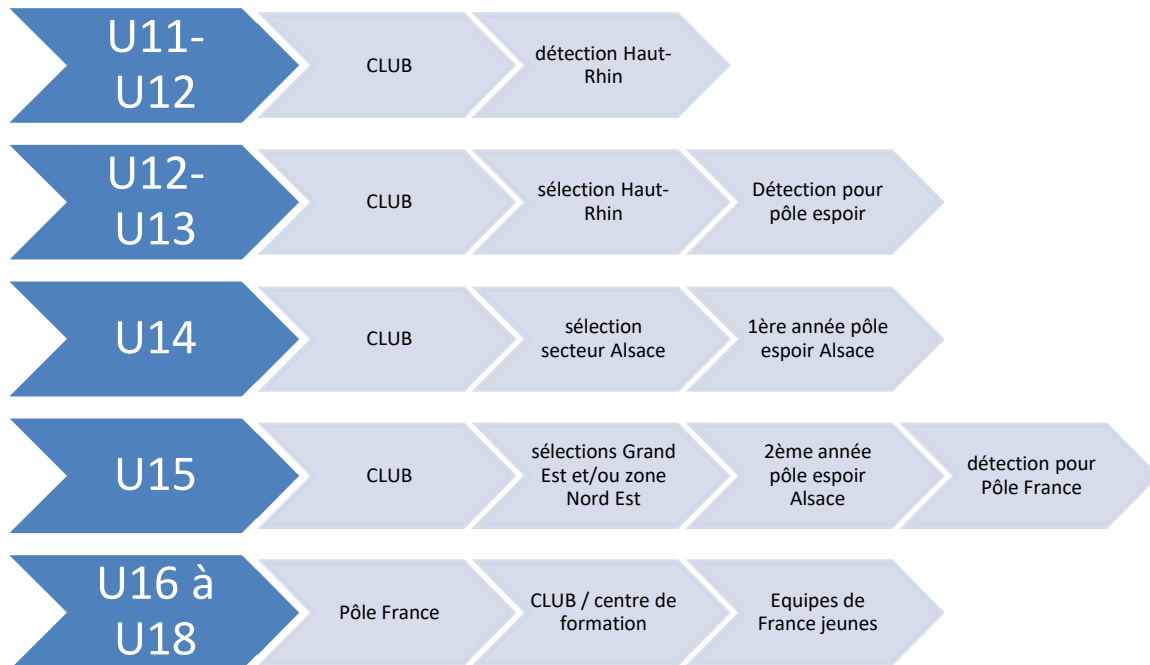 U11-
U12
CLUB
détection Haut-
Rhin
U12-
U13
CLUB
sélection Haut-
Rhin
Détection pour
pôle espoir
U14
CLUB
sélection
secteur Alsace
1ère année pôle
espoir Alsace
U15
CLUB
sélections Grand
Est et/ou zone
Nord Est
2ème année
pôle espoir
Alsace
détection pour
Pôle France
U16 à
U18
Pôle France
CLUB / centre de
formation
Equipes de
France jeunes